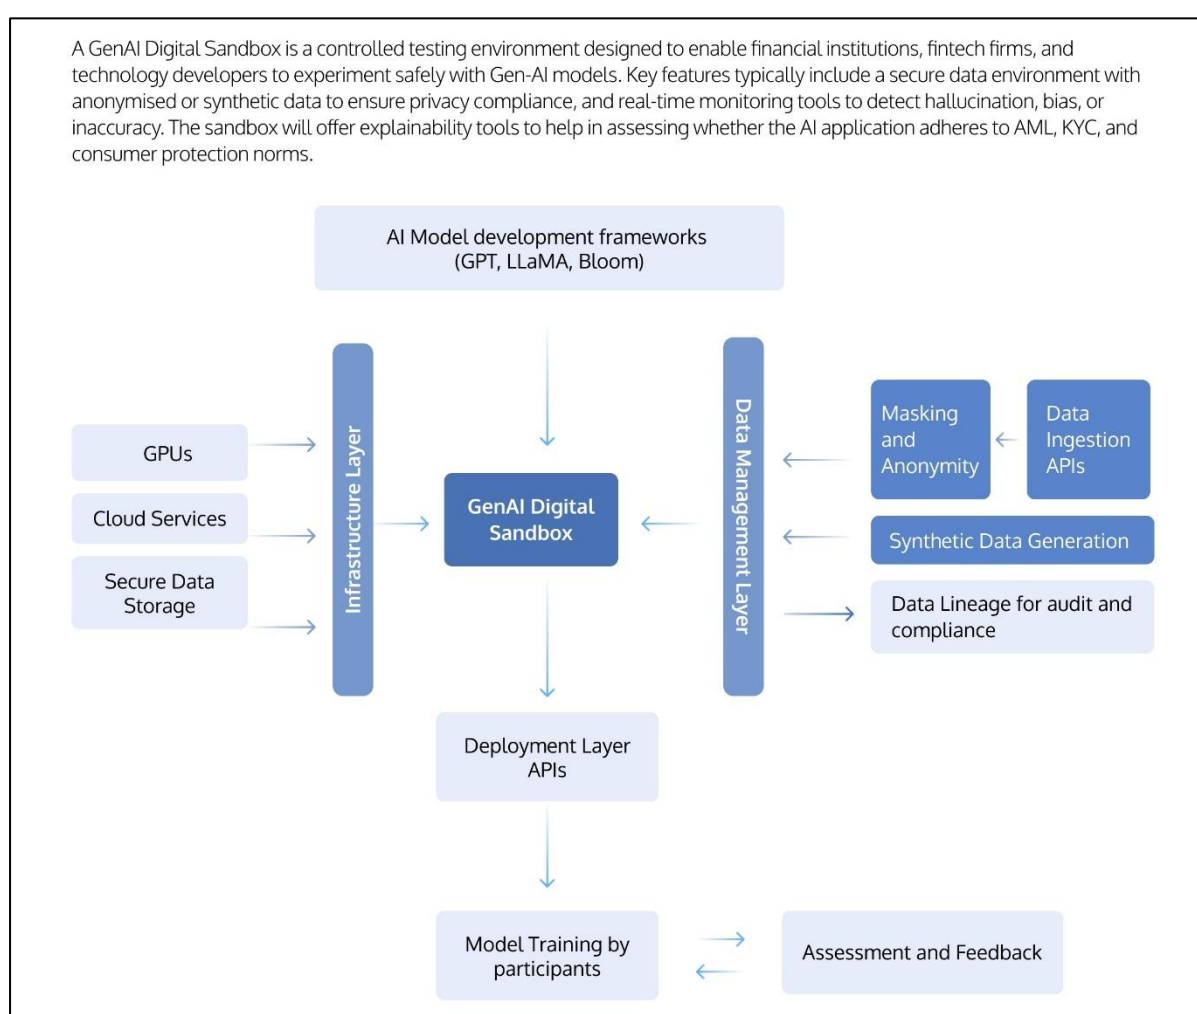 A GenAI Digital Sandbox is a controlled testing environment designed to enable financial institutions, fintech firms, and
technology developers to experiment safely with Gen-AI models. Key features typically include a secure data environment with
anonymised or synthetic data to ensure privacy compliance, and real-time monitoring tools to detect hallucination, bias, or
inaccuracy. The sandbox will offer explainability tools to help in assessing whether the AI application adheres to AML, KYC, and
consumer protection norms.
AI Model development frameworks
(GPT, LLaMA, Bloom)
GPUs
Cloud Services
Secure Data
Storage
Infrastructure Layer
GenAI Digital
Sandbox
Data Management Layer
Masking
and
Anonymity
Data
Ingestion
APIs
Synthetic Data Generation
Data Lineage for audit and
compliance
Deployment Layer
APIs
Model Training by
participants
Assessment and Feedback